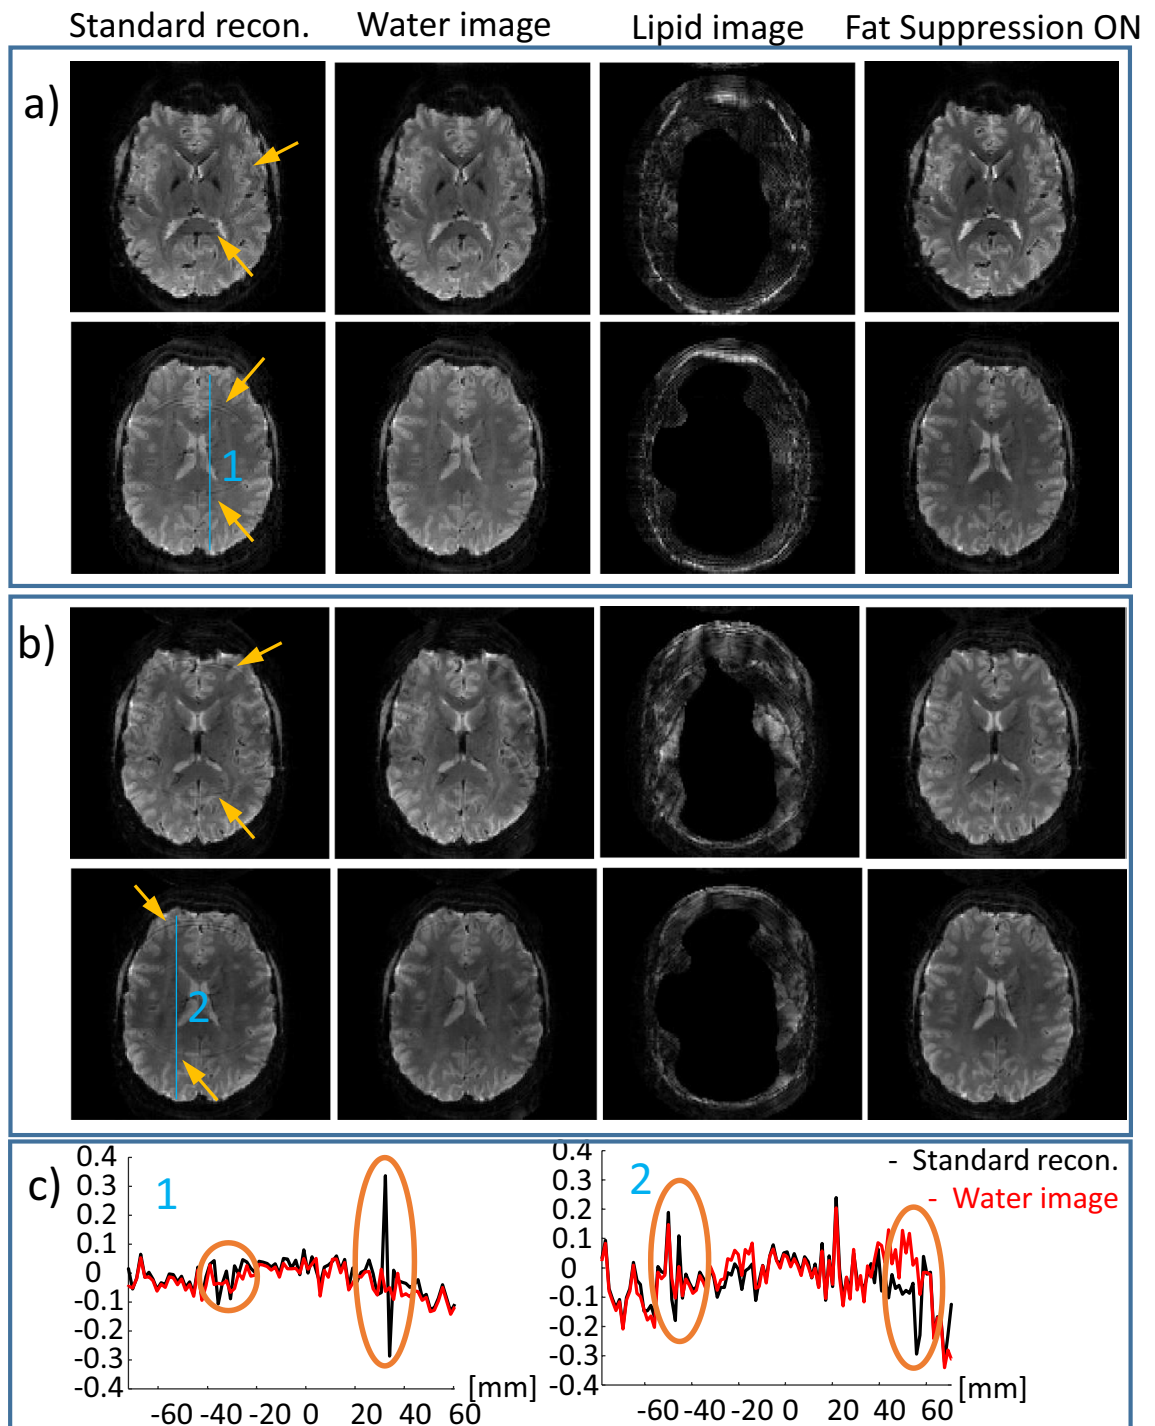 Standard recon. Water image Lipid image Fat Suppression ON
a)
1
b)
2
c)
0.4
0.3
0.2
0.1
0
-0.1
-0.2
-0.3
-0.4
1
-60 -40 -20 0 20 40 60
[mm]
0.4
0.3
0.2
0.1
0
-0.1
-0.2
-0.3
-0.4
2
- Standard recon.
- Water image
-60 -40 -20 0 20 40 60
[mm]